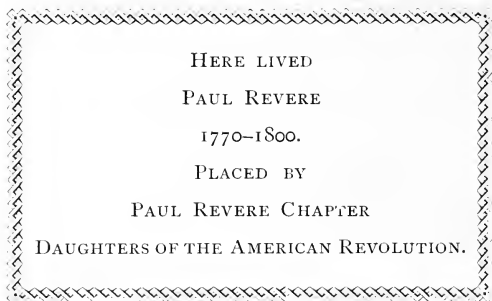 Here lived
Paul Revere
1770–1800.
Placed by
Paul Revere Chapter
Daughters of the American Revolution.